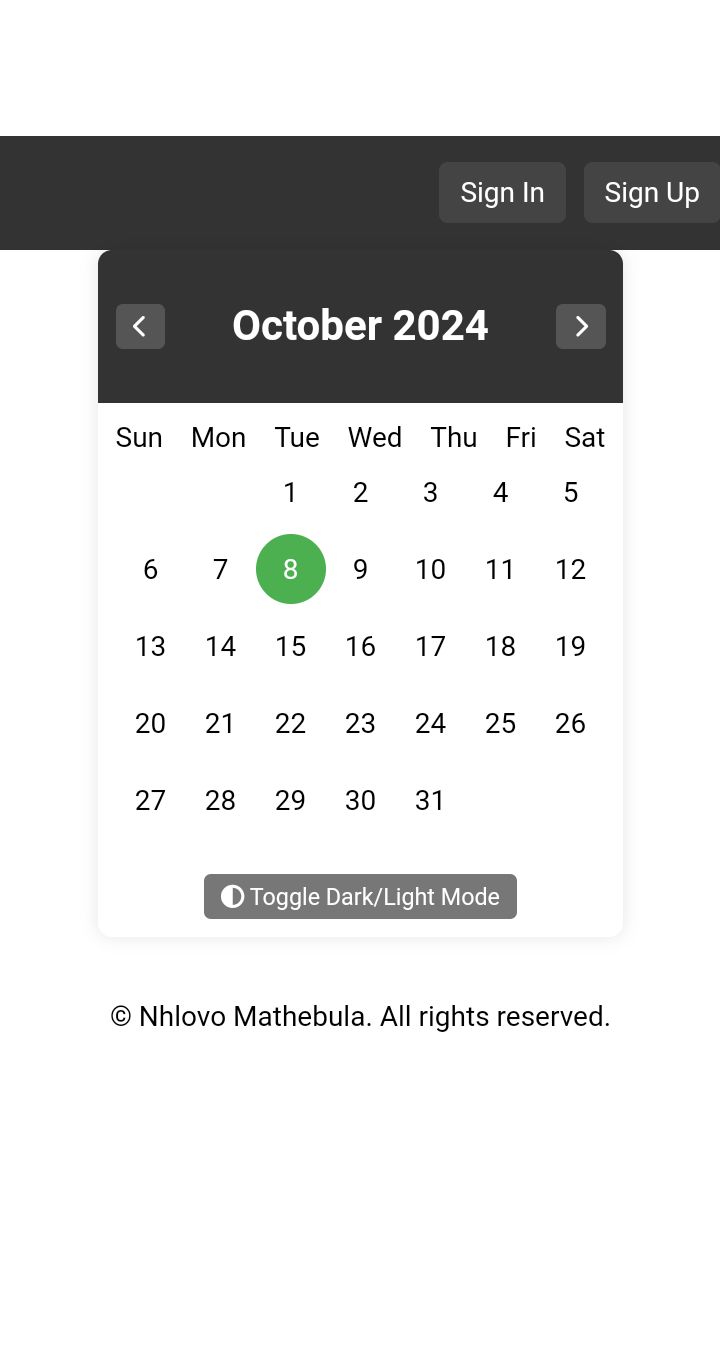 Sign In Sign Up
October 2024
Sun Mon Tue Wed Thu Fri Sat
1 2 3 4 5
6 7 8 9 10 11 12
13 14 15 16 17 18 19
20 21 22 23 24 25 26
27 28 29 30 31
Toggle Dark/Light Mode
© Nhlovo Mathebula. All rights reserved.